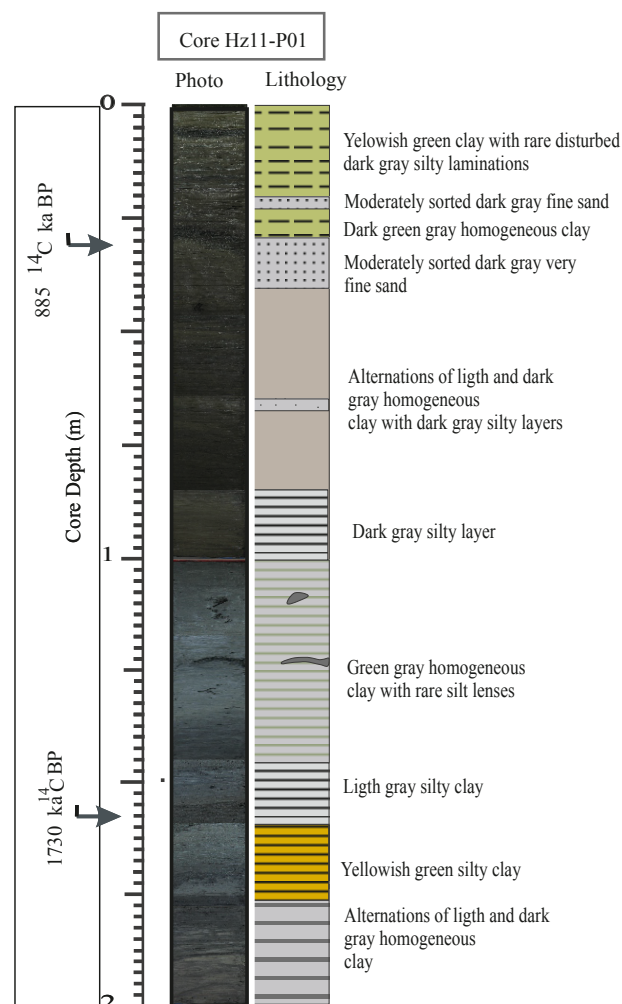 Core Hz11-P01
Photo
Lithology
0
Yelowish green clay with rare disturbed
dark gray silty laminations
Moderately sorted dark gray fine sand
Dark green gray homogeneous clay
Moderately sorted dark gray very
fine sand
885 14C ka BP
Alternations of ligth and dark
gray homogeneous
clay with dark gray silty layers
Core Depth (m)
Dark gray silty layer
1
Green gray homogeneous
clay with rare silt lenses
Ligth gray silty clay
1730 ka14C BP
Yellowish green silty clay
Alternations of ligth and dark
gray homogeneous
clay
2